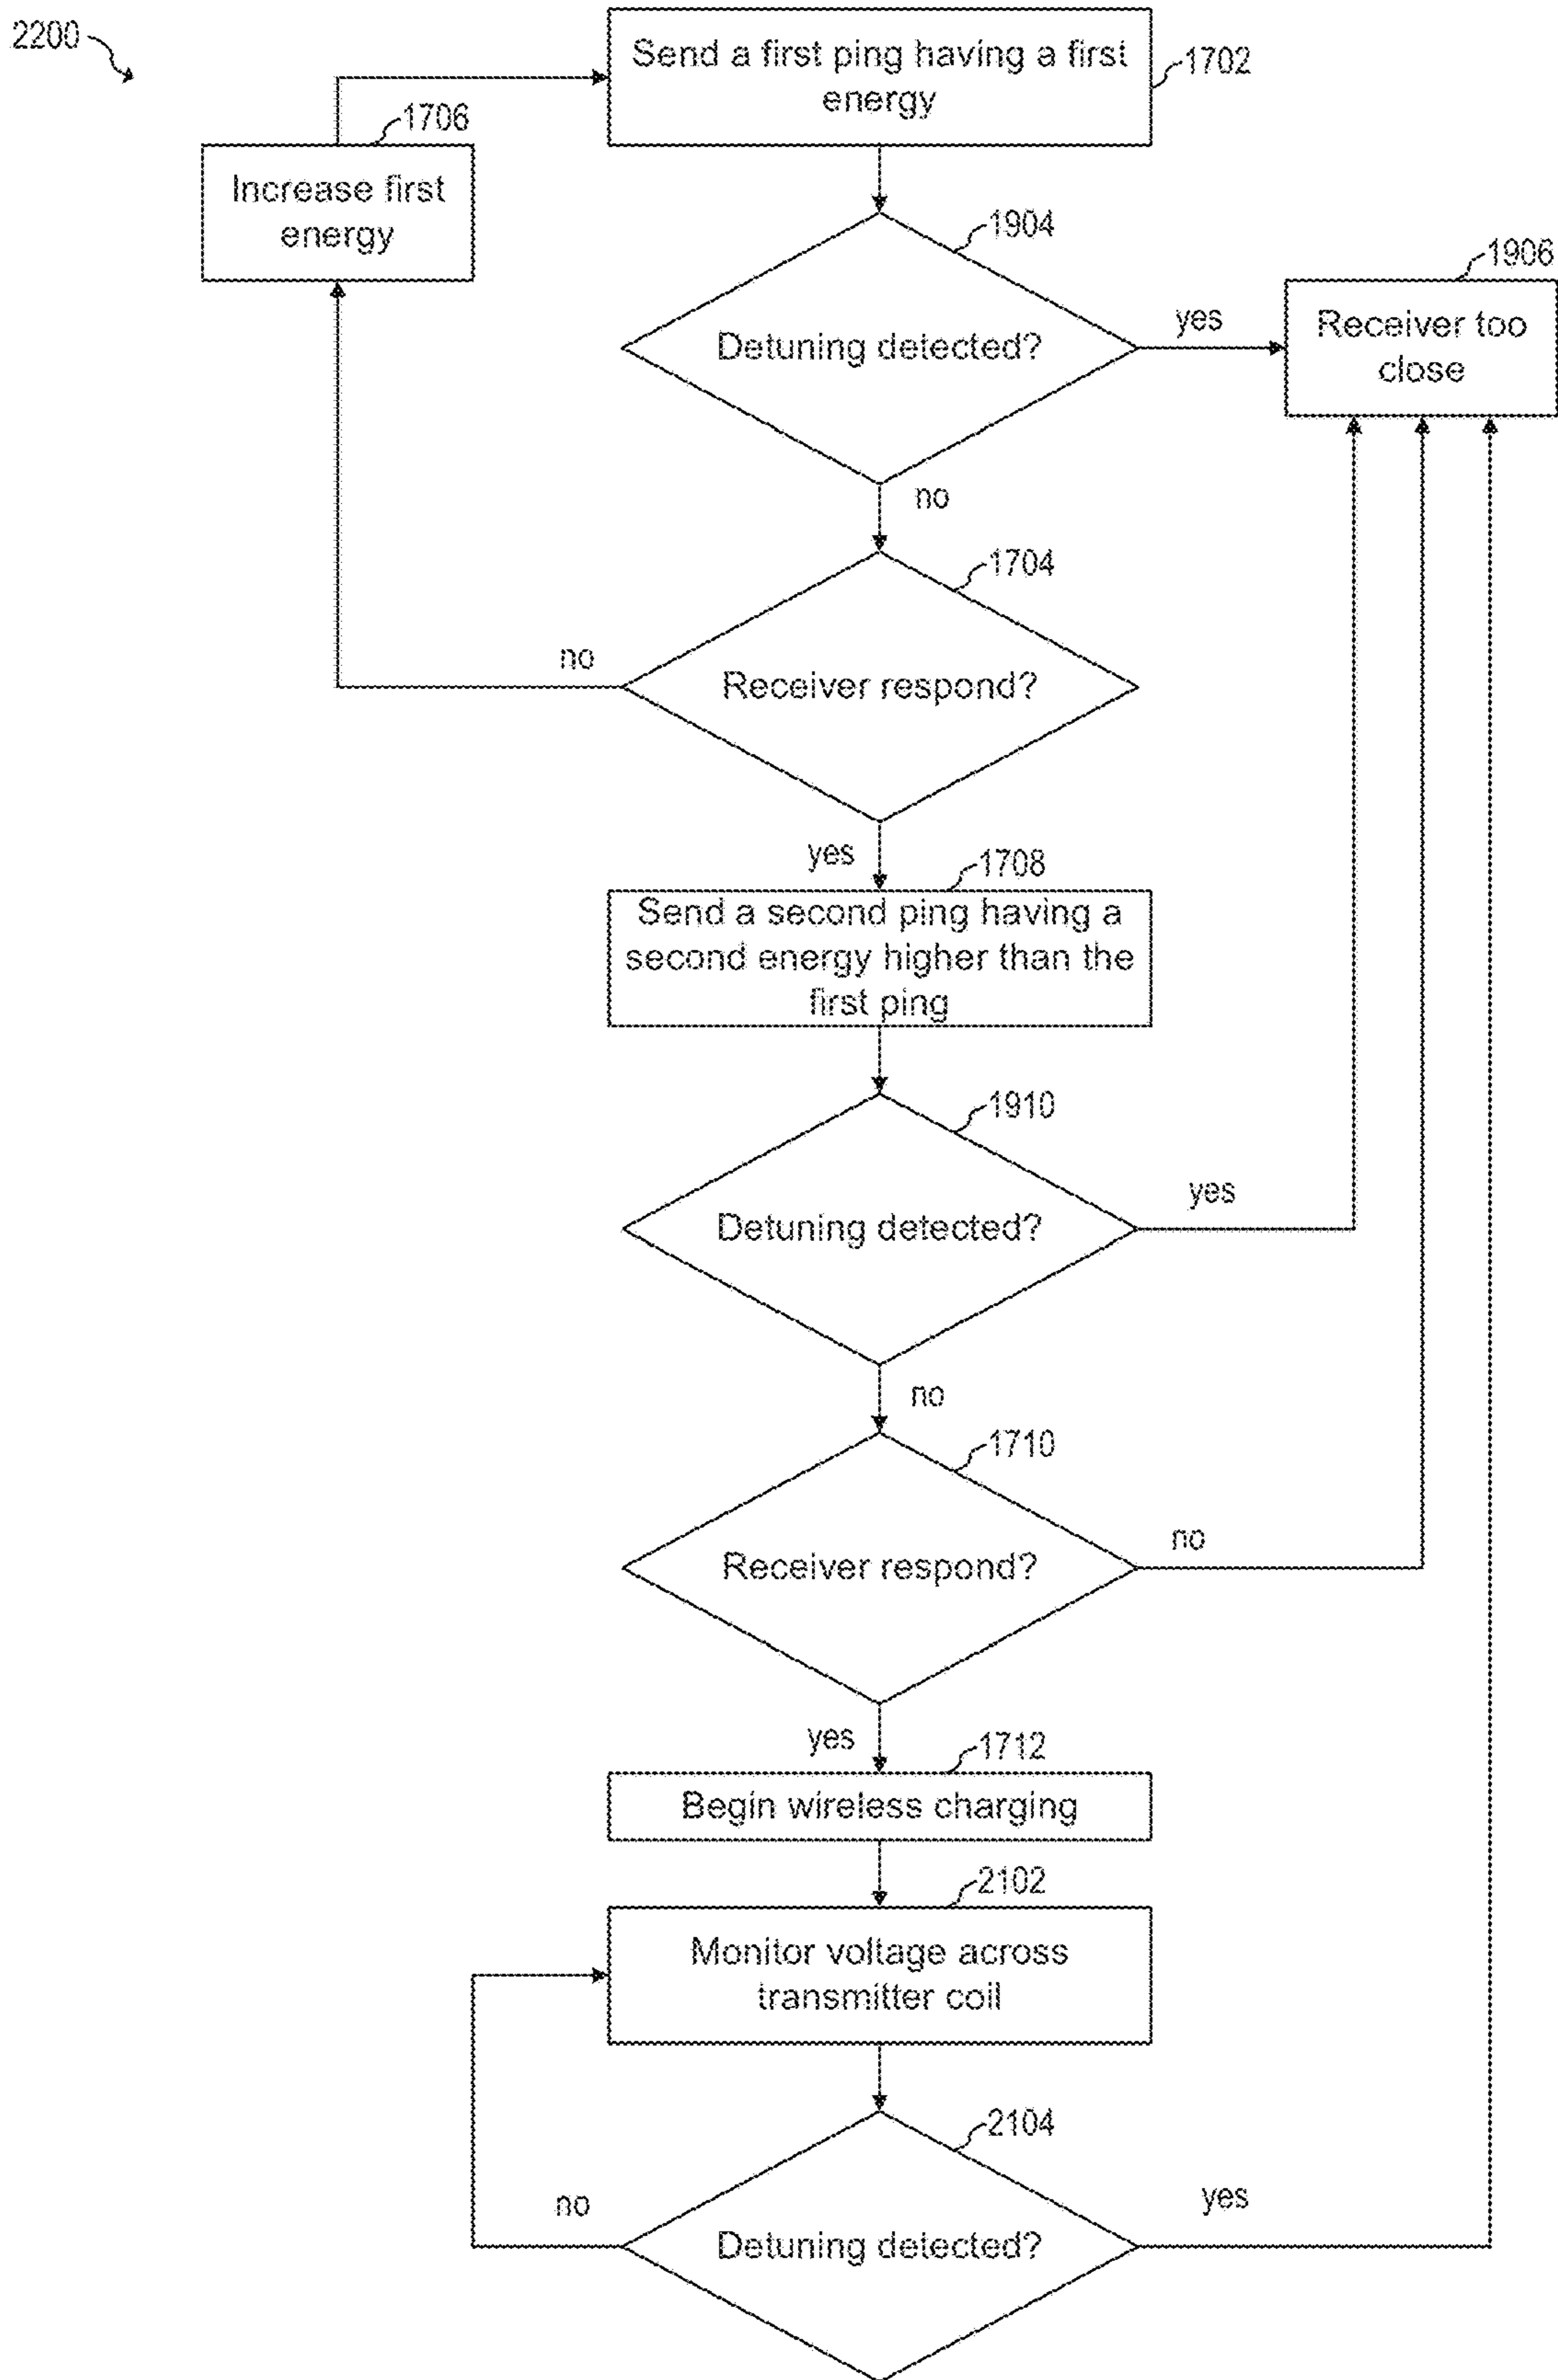 2200
Send a first ping having a first
energy
1702
1706
Increase first
energy
1904
Detuning detected?
yes
1906
Receiver too
close
no
1704
Receiver respond?
no
yes
1708
Send a second ping having a
second energy higher than the
first ping
1910
Detuning detected?
yes
no
1710
Receiver respond?
no
yes
1712
Begin wireless charging
2102
Monitor voltage across
transmitter coil
2104
Detuning detected?
no
yes